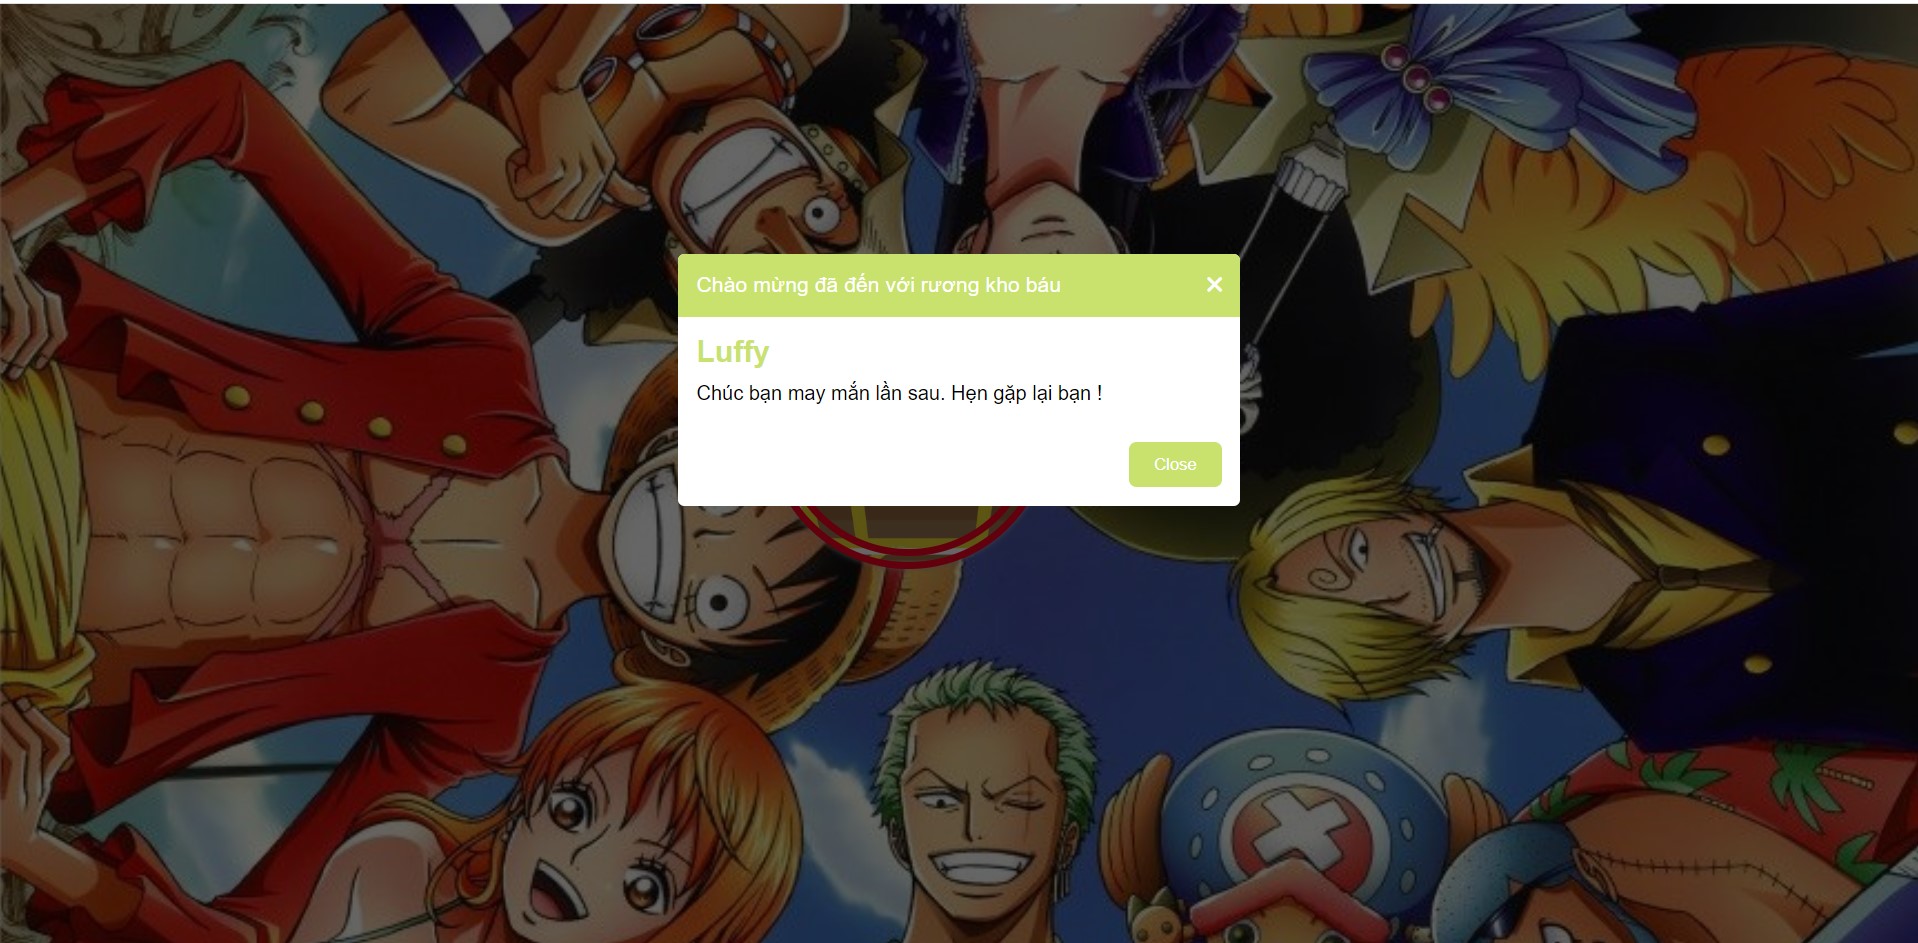 Chào mừng đã đến với rương kho báu
Luffy
Chúc bạn may mắn lần sau. Hẹn gặp lại bạn !
Close